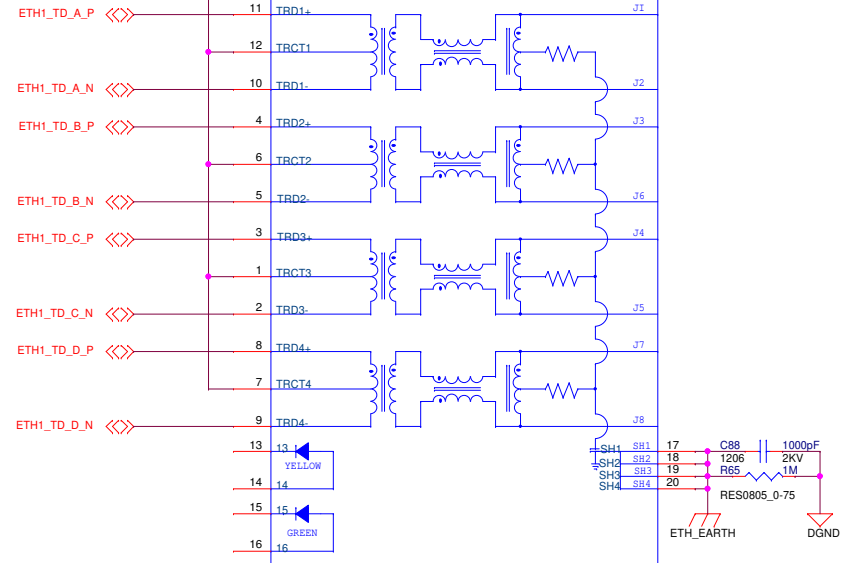 ETH1_TD_A_P 11 TRD1+ J1
12 TRCT1
ETH1_TD_A_N 10 TRD1- J2
ETH1_TD_B_P 4 TRD2+ J3
6 TRCT2
ETH1_TD_B_N 5 TRD2- J6
ETH1_TD_C_P 3 TRD3+ J4
1 TRCT3
ETH1_TD_C_N 2 TRD3- J5
ETH1_TD_D_P 8 TRD4+ J7
7 TRCT4
ETH1_TD_D_N 9 TRD4- J8
13 13 SH1 SH1 17 C88 1000pF
YELLOW SH2 SH2 18 1206 2KV
SH3 SH3 19 R65 1M
14 14 SH4 SH4 20 RES0805_0-75
15 15
GREEN ETH_EARTH DGND
16 16